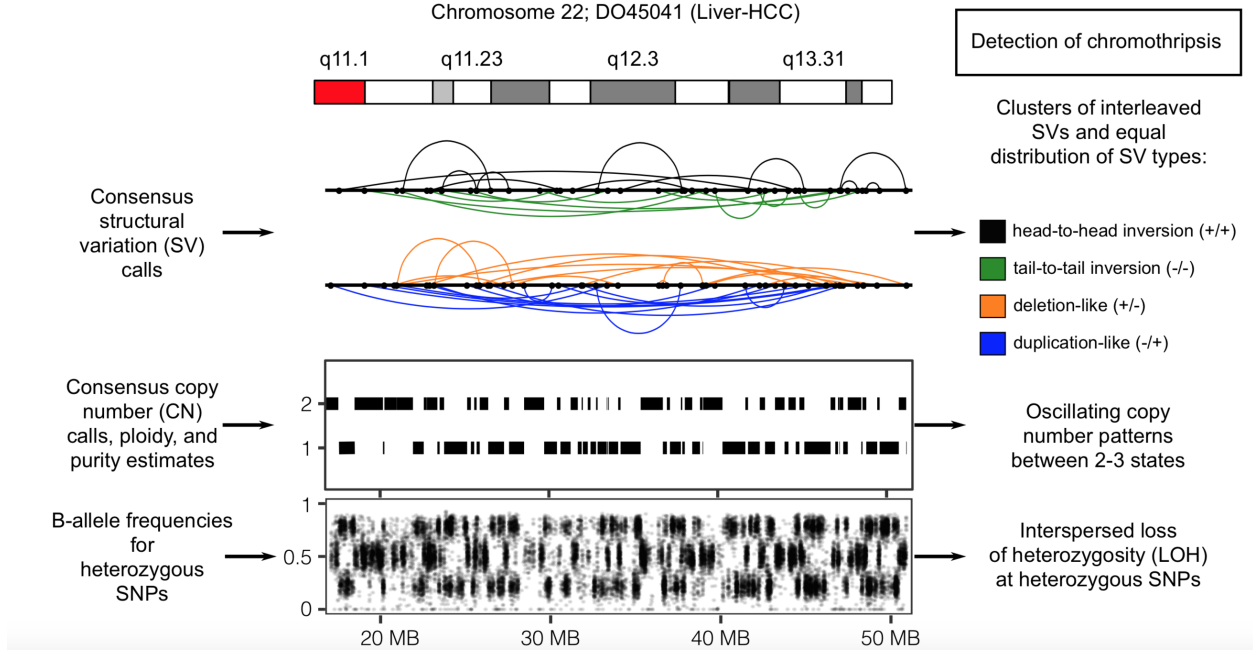 Chromosome 22; DO45041 (Liver-HCC)
Detection of chromothripsis
q11.1
q11.23
q12.3
q13.31
Clusters of interleaved
SVs and equal
distribution of SV types:
Consensus
structural
variation (SV)
calls
head-to-head inversion (+/+)
tail-to-tail inversion (-/-)
deletion-like (+/-)
duplication-like (-/+)
Consensus copy
number (CN)
calls, ploidy, and
purity estimates
2
1
Oscillating copy
number patterns
between 2-3 states
B-allele frequencies
for
heterozygous
SNPs
1
0.5
0
Interspersed loss
of heterozygosity (LOH)
at heterozygous SNPs
20 MB
30 MB
40 MB
50 MB